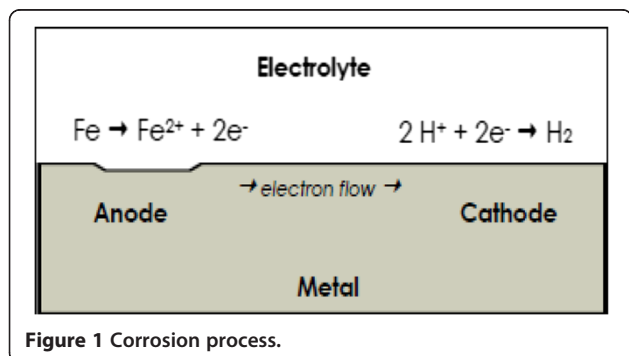 Electrolyte
Fe → Fe²⁺ + 2e⁻ 2 H⁺ + 2e⁻ → H₂
→ electron flow →
Anode Cathode
Metal
Figure 1 Corrosion process.